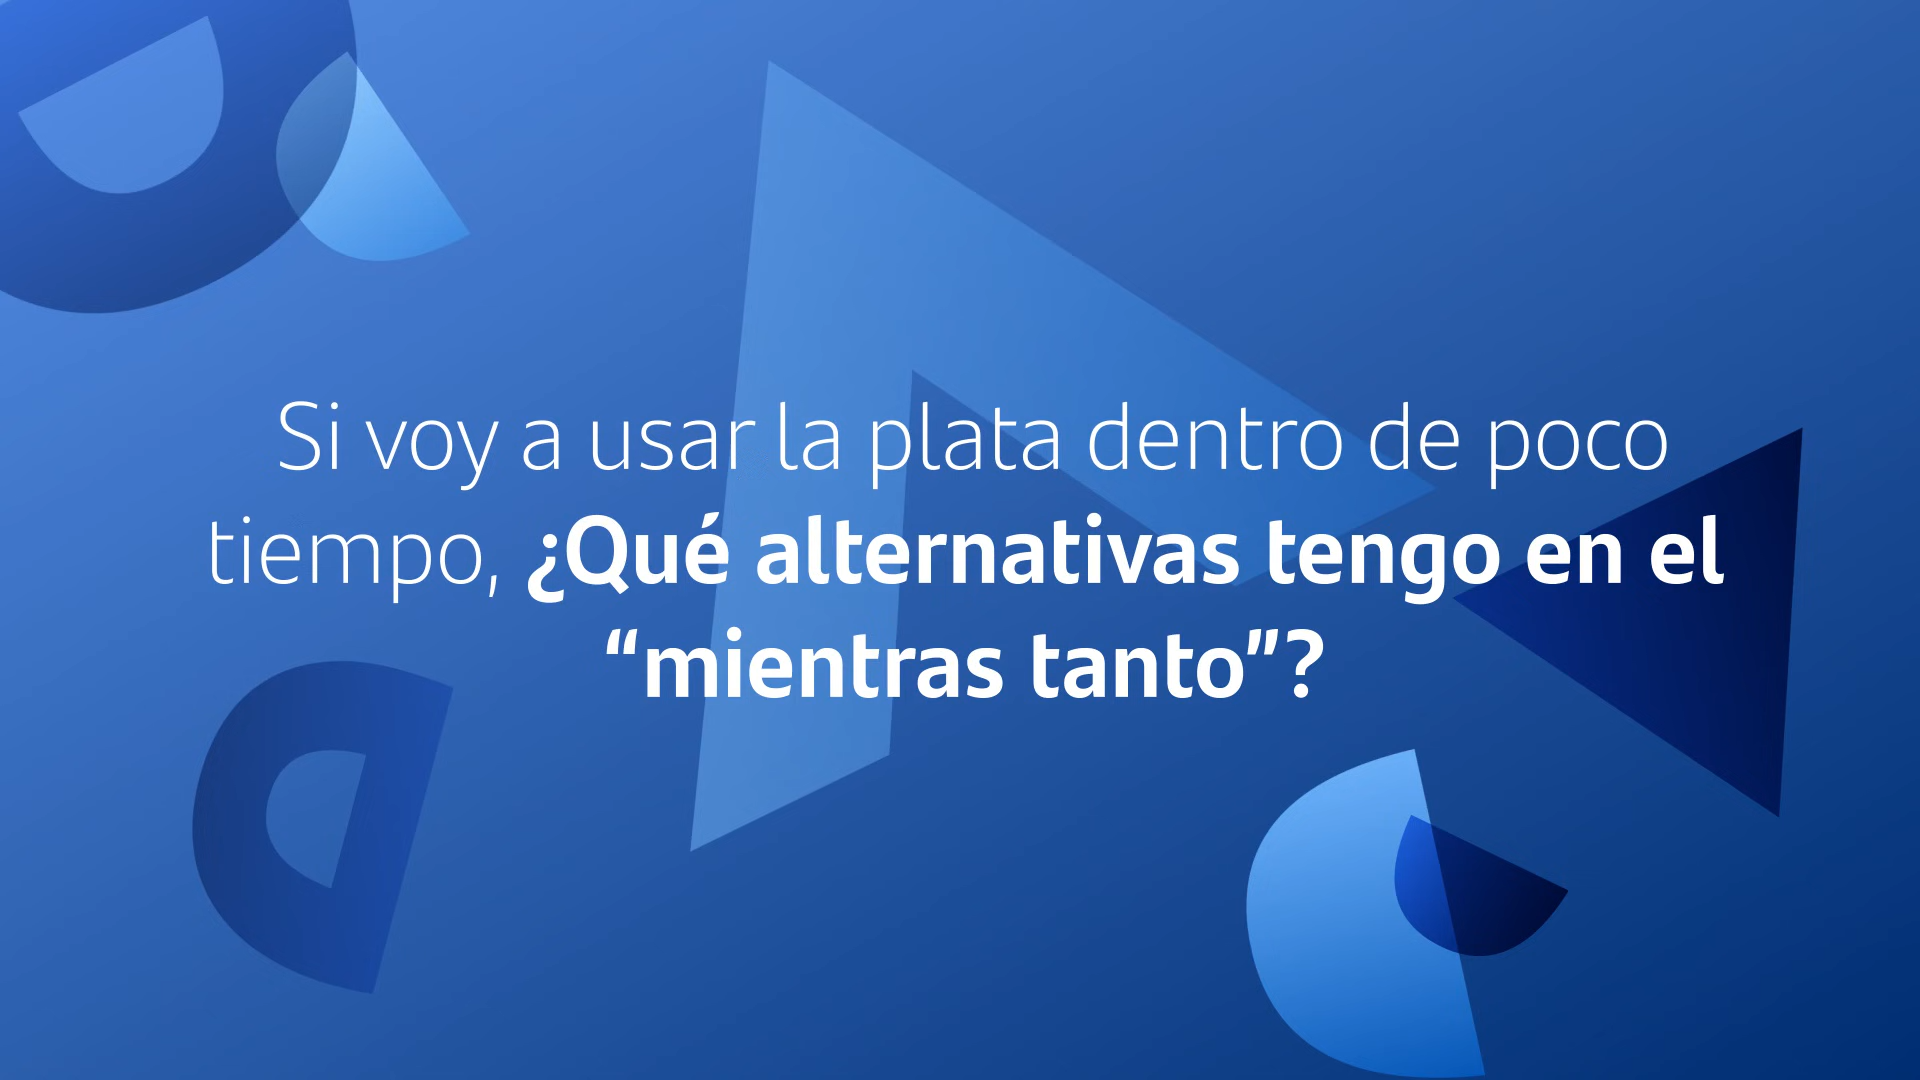 Si voy a usar la plata dentro de poco
tiempo, ¿Qué alternativas tengo en el
“mientras tanto”?